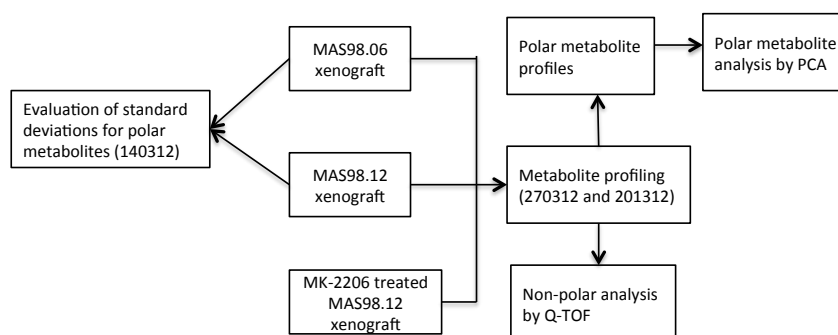 MAS98.06
xenograft
Polar metabolite
profiles
Polar metabolite
analysis by PCA
Evaluation of standard
deviations for polar
metabolites (140312)
MAS98.12
xenograft
Metabolite profiling
(270312 and 201312)
MK-2206 treated
MAS98.12
xenograft
Non-polar analysis
by Q-TOF